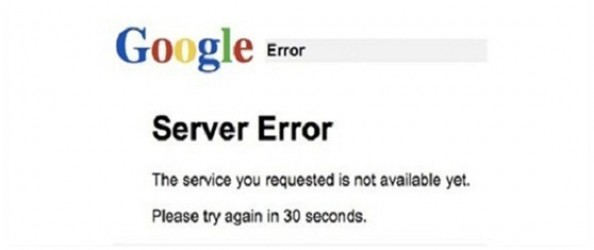 Google Error
Server Error
The service you requested is not available yet.
Please try again in 30 seconds.